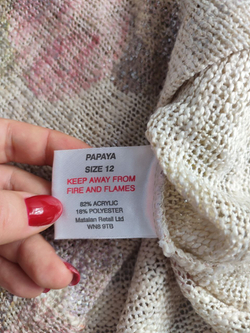 PAPAYA
SIZE 12
KEEP AWAY FROM
FIRE AND FLAMES
82% ACRYLIC
18% POLYESTER
Matalan Retail Ltd
WN8 9TB